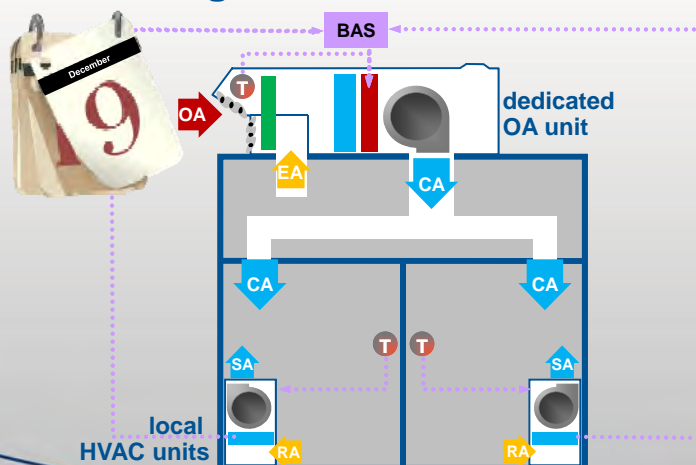 BAS
December
19
T
OA
dedicated
OA unit
EA
CA
CA
CA
T
T
SA
SA
local
HVAC units
RA
RA